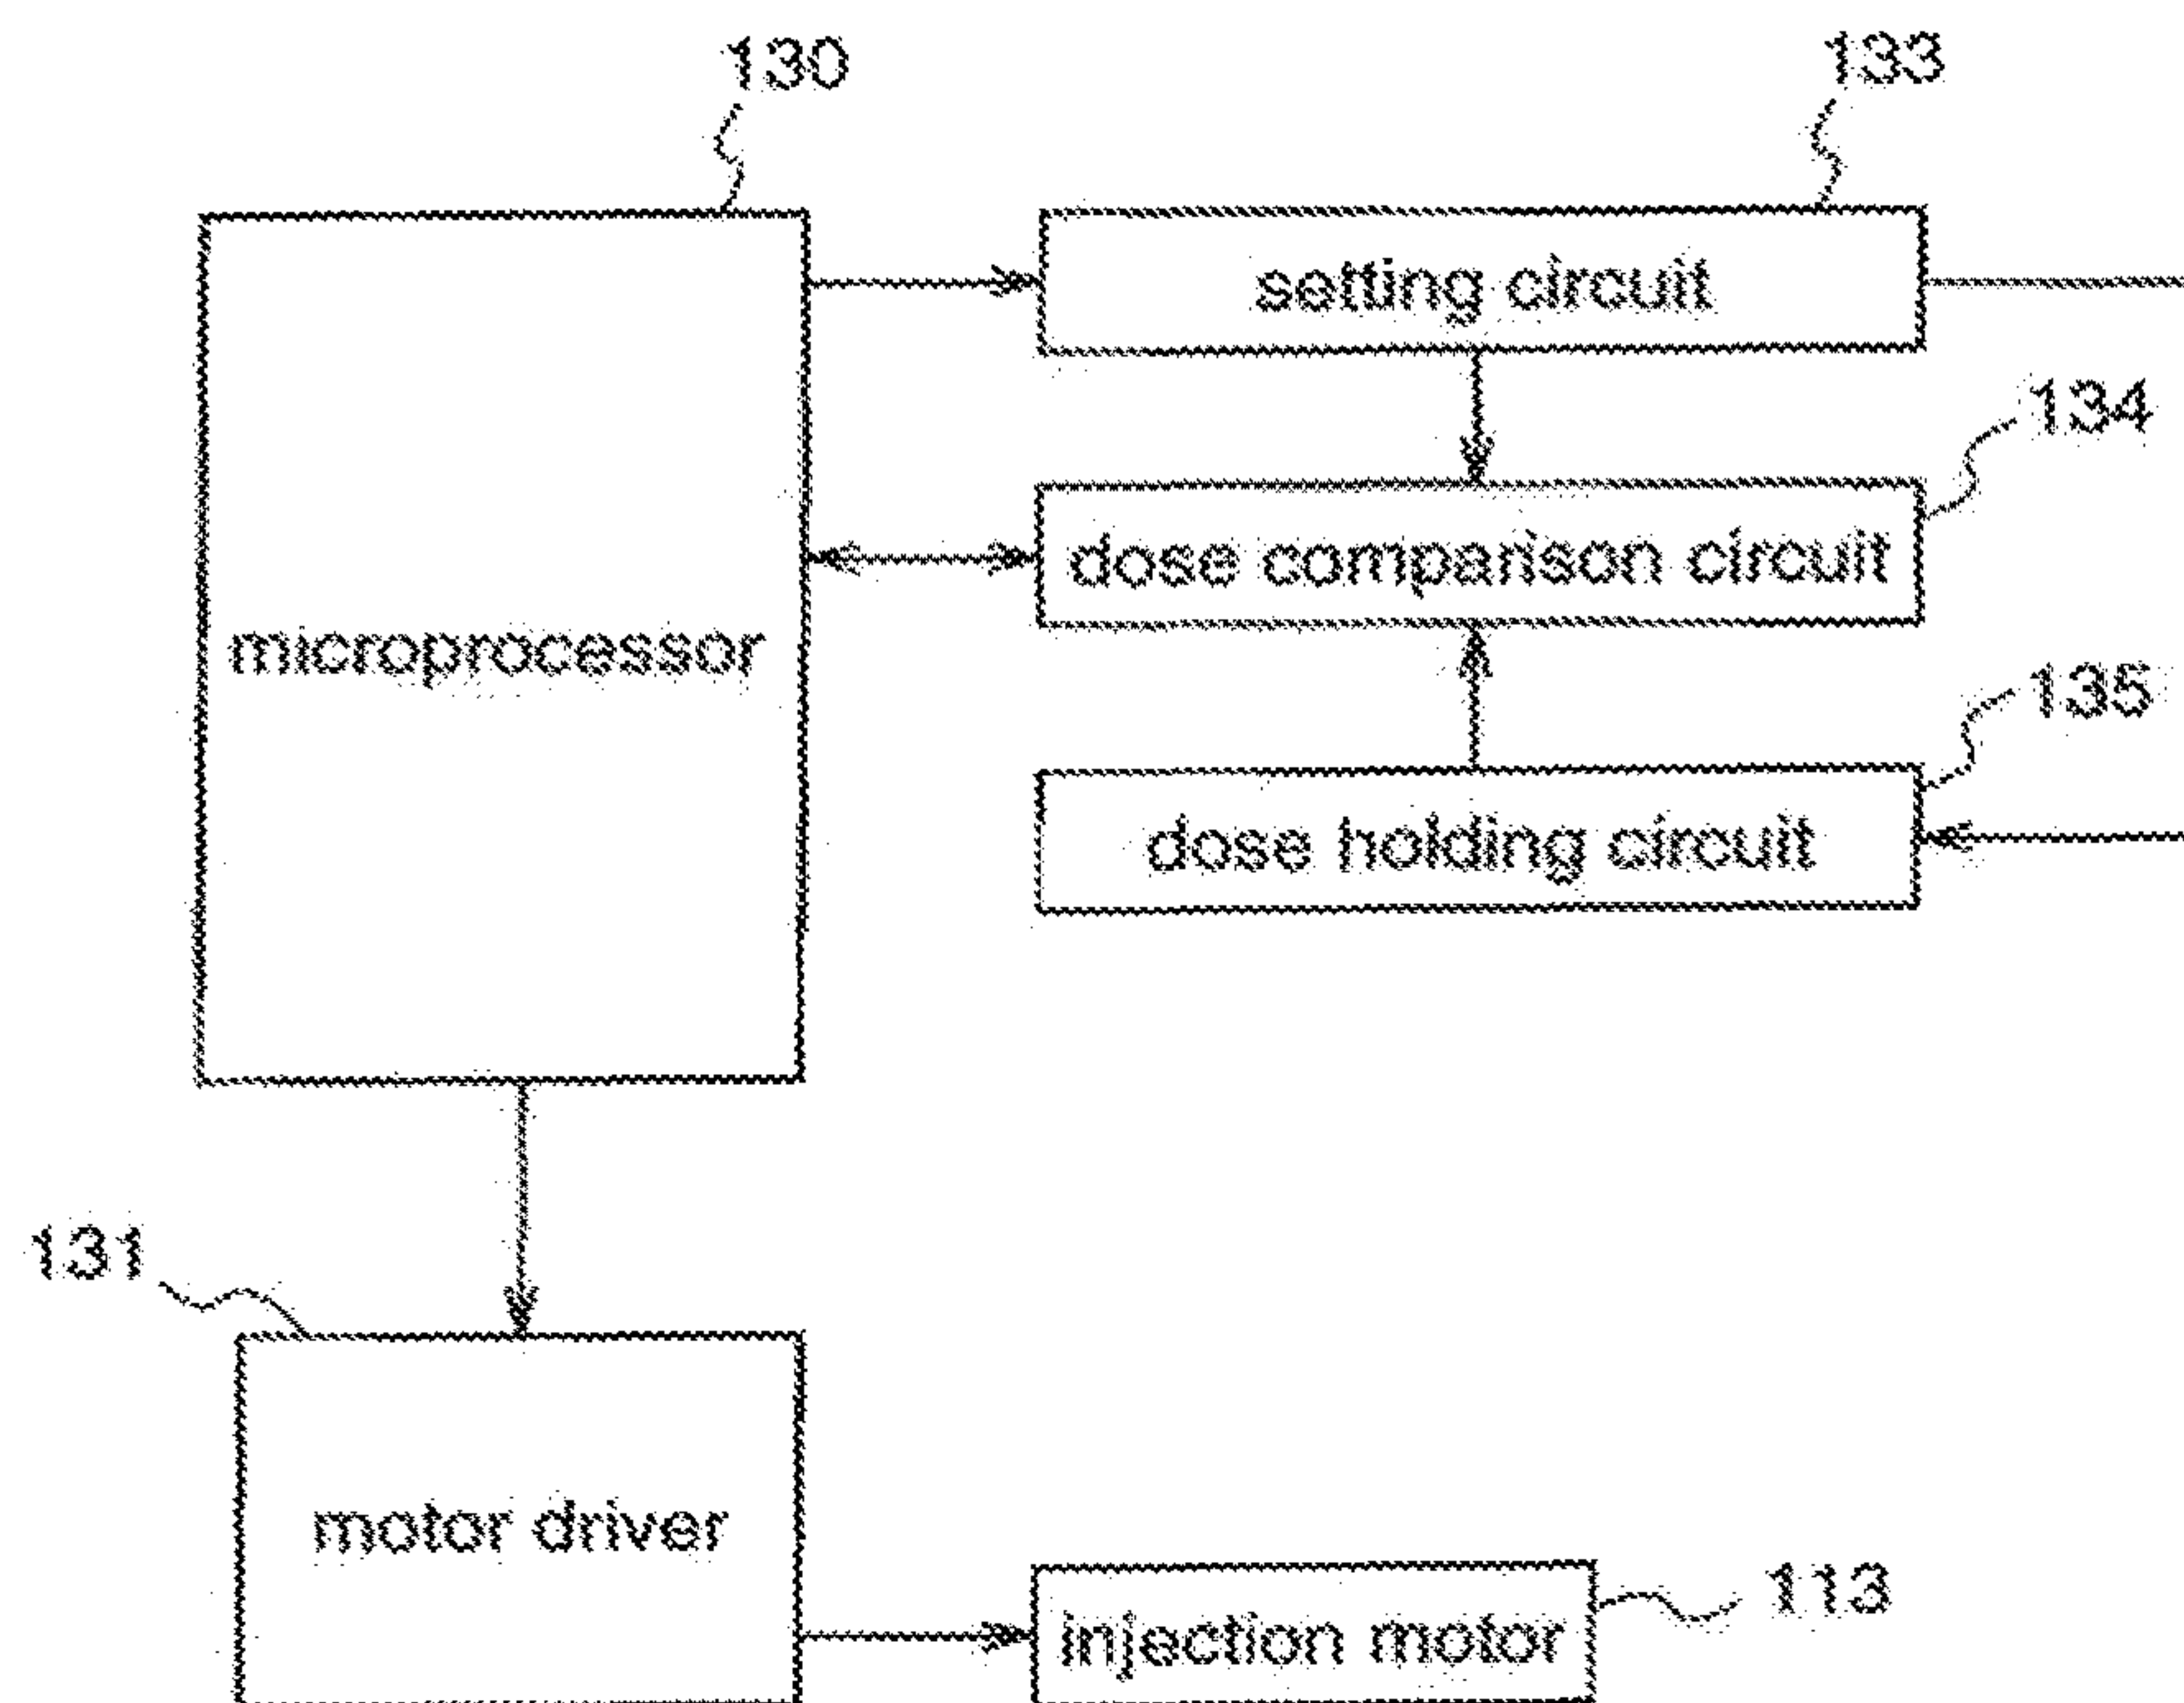 130
133
setting circuit
134
dose comparison circuit
microprocessor
135
dose holding circuit
131
motor driver
113
injection motor